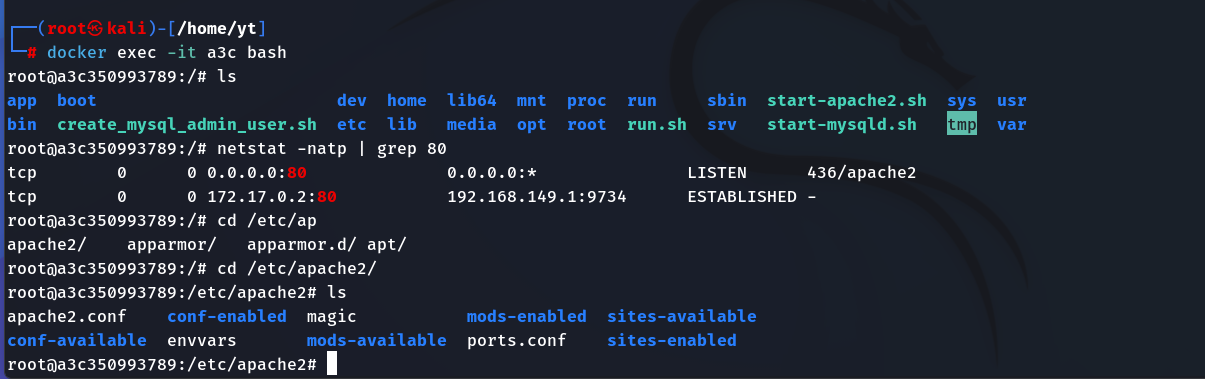 ┌──(root㉿kali)-[/home/yt]
└─# docker exec -it a3c bash
root@a3c350993789:/# ls
app  boot                        dev  home  lib64  mnt  proc  run     sbin  start-apache2.sh  sys  usr
bin  create_mysql_admin_user.sh  etc  lib   media  opt  root  run.sh  srv   start-mysqld.sh   tmp  var
root@a3c350993789:/# netstat -natp | grep 80
tcp        0      0 0.0.0.0:80              0.0.0.0:*               LISTEN      436/apache2
tcp        0      0 172.17.0.2:80           192.168.149.1:9734      ESTABLISHED -
root@a3c350993789:/# cd /etc/ap
apache2/    apparmor/   apparmor.d/ apt/
root@a3c350993789:/# cd /etc/apache2/
root@a3c350993789:/etc/apache2# ls
apache2.conf    conf-enabled  magic           mods-enabled  sites-available
conf-available  envvars       mods-available  ports.conf    sites-enabled
root@a3c350993789:/etc/apache2#